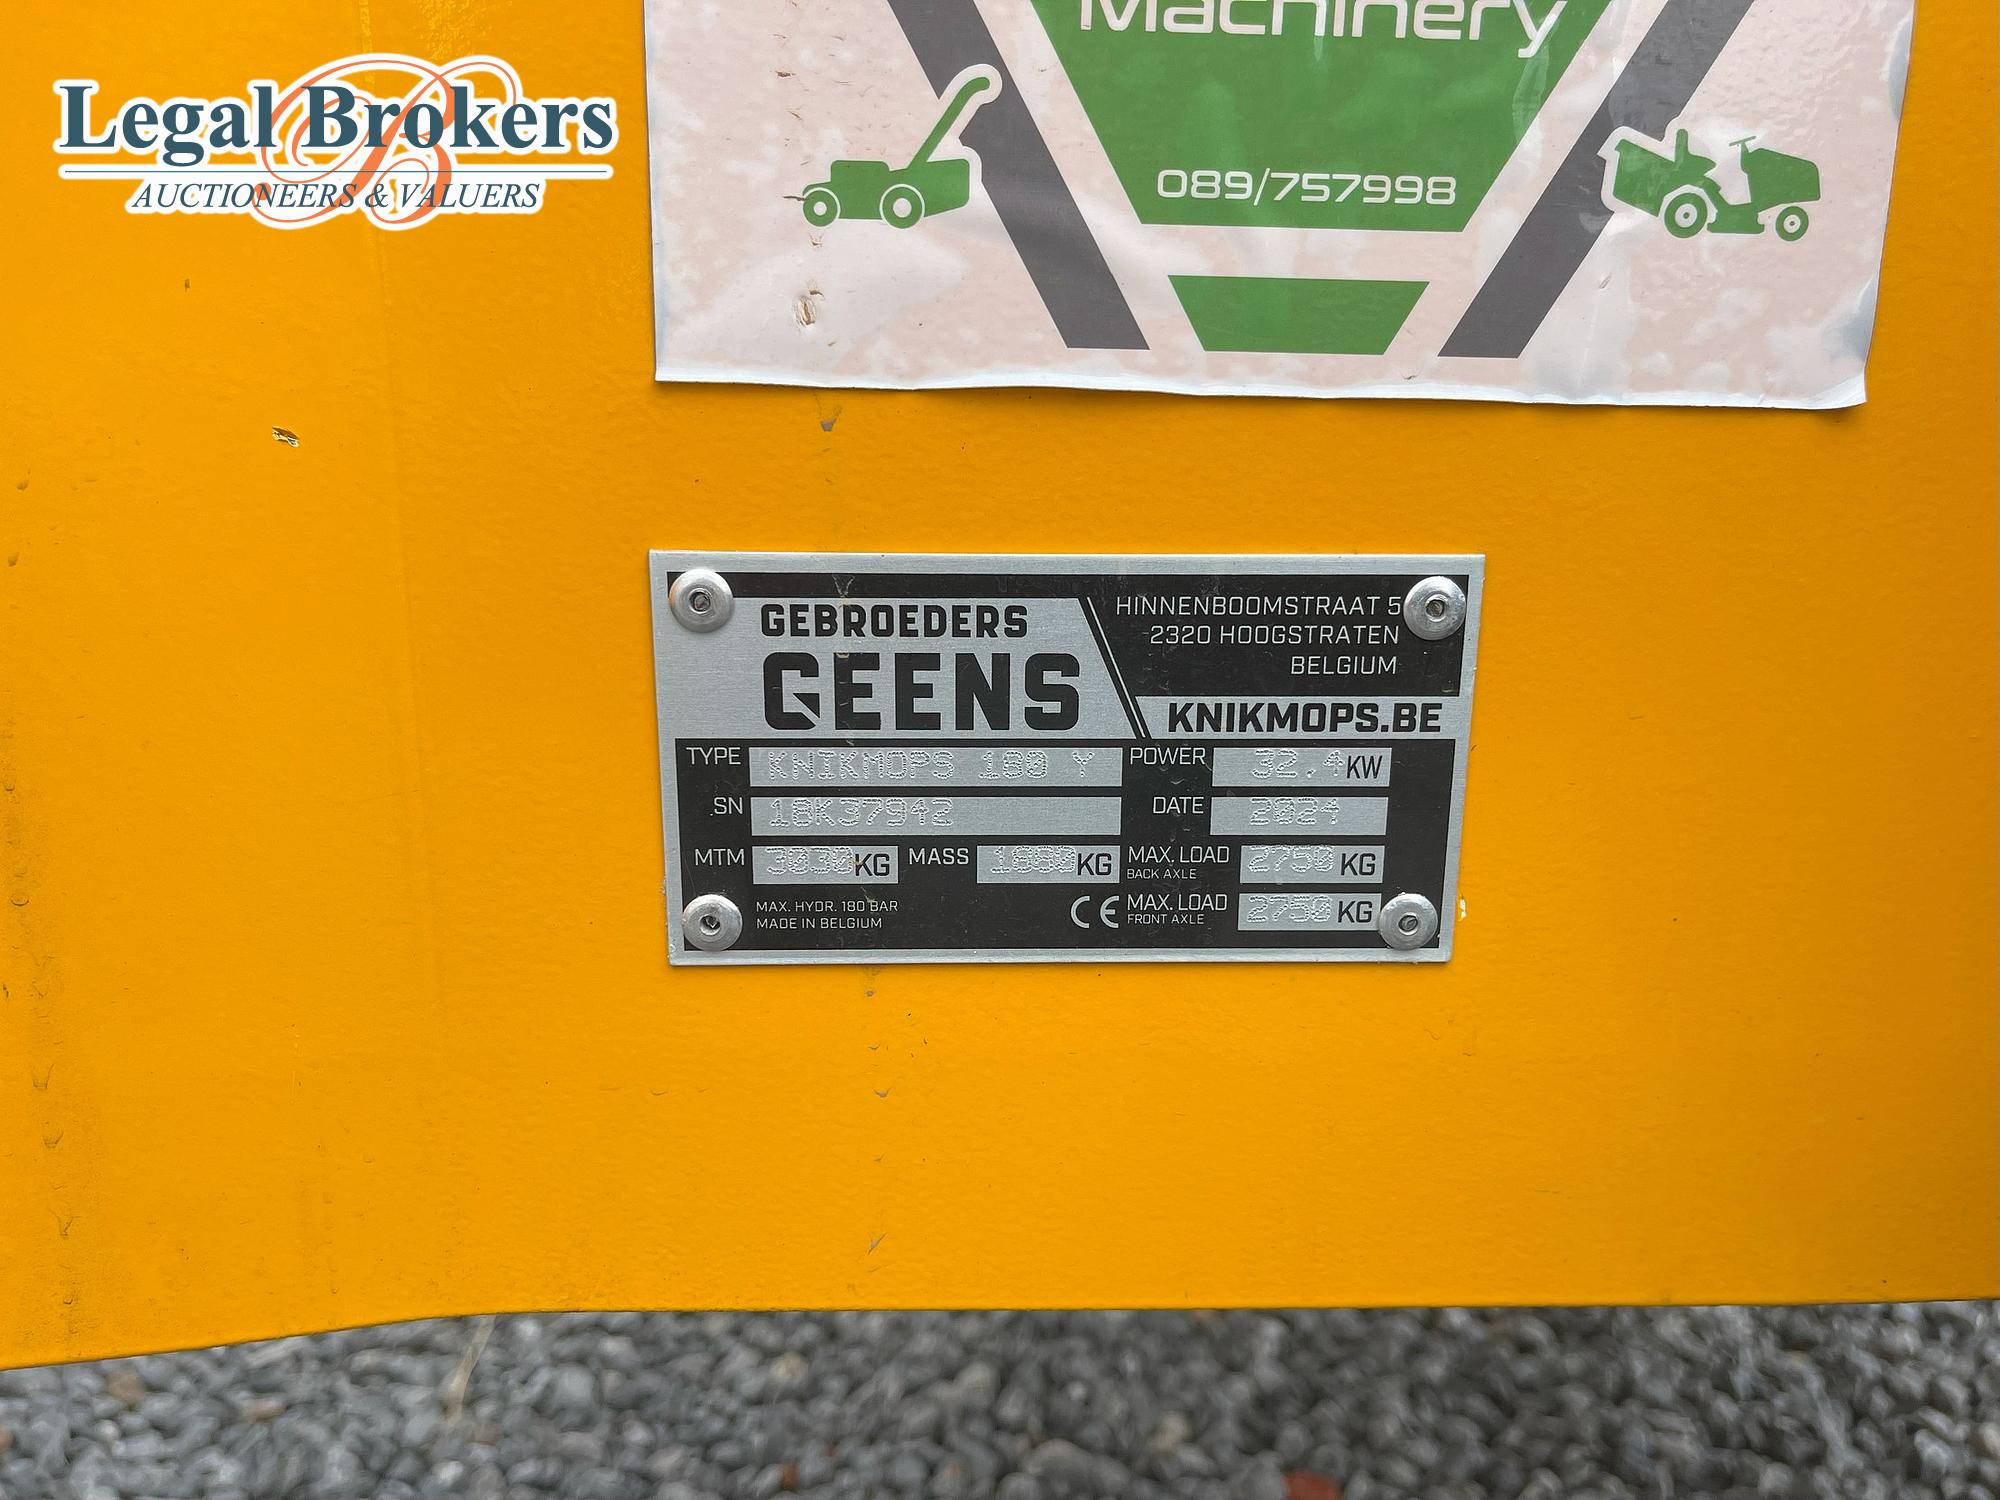 Legal Brokers
AUCTIONEERS & VALUERS
Machinery
089/757998
GEBROEDERS
GEENS
HINNENBOOMSTRAAT 5
2320 HOOGSTRATEN
BELGIUM
KNIKMOPS.BE
TYPE KNIKMOPS 180 Y POWER 32.4 KW
SN 18K37942 DATE 2024
MTM 3030 KG MASS 1880 KG MAX. LOAD BACK AXLE 2750 KG
MAX. HYDR. 180 BAR
MADE IN BELGIUM
CE MAX. LOAD FRONT AXLE 2750 KG